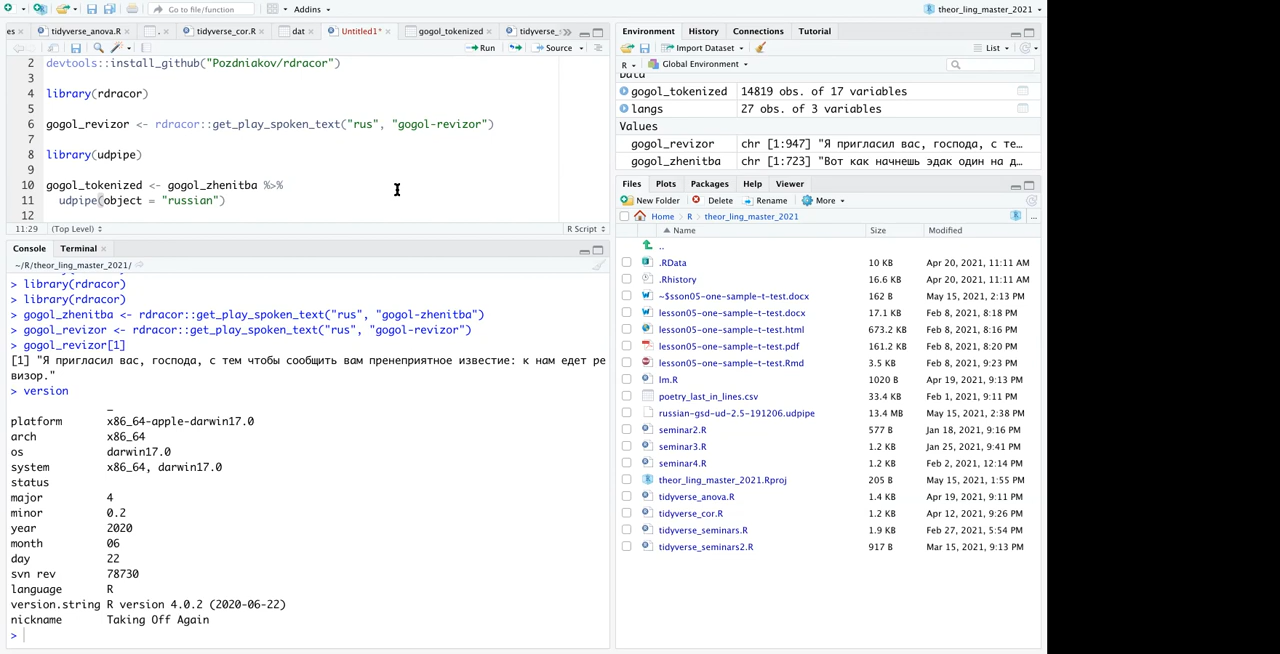 Go to file/function
Addins
theor_ling_master_2021
es
tidyverse_anova.R
.
tidyverse_cor.R
dat
Untitled1*
gogol_tokenized
tidyverse_s
Run
Source
2 devtools::install_github("Pozdniakov/rdracor")
3
4 library(rdracor)
5
6 gogol_revizor <- rdracor::get_play_spoken_text("rus", "gogol-revizor")
7
8 library(udpipe)
9
10 gogol_tokenized <- gogol_zhenitba %>%
11 udpipe(object = "russian")
12
11:29 (Top Level) R Script
Console Terminal
~/R/theor_ling_master_2021/
> library(rdracor)
> library(rdracor)
> gogol_zhenitba <- rdracor::get_play_spoken_text("rus", "gogol-zhenitba")
> gogol_revizor <- rdracor::get_play_spoken_text("rus", "gogol-revizor")
> gogol_revizor[1]
[1] "Я пригласил вас, господа, с тем чтобы сообщить вам пренеприятное известие: к нам едет ре
визор."
> version
_
platform x86_64-apple-darwin17.0
arch x86_64
os darwin17.0
system x86_64, darwin17.0
status
major 4
minor 0.2
year 2020
month 06
day 22
svn rev 78730
language R
version.string R version 4.0.2 (2020-06-22)
nickname Taking Off Again
>
Environment History Connections Tutorial
Import Dataset List
R Global Environment
Data
gogol_tokenized 14819 obs. of 17 variables
langs 27 obs. of 3 variables
Values
gogol_revizor chr [1:947] "Я пригласил вас, господа, с те…
gogol_zhenitba chr [1:723] "Вот как начнешь эдак один на д…
Files Plots Packages Help Viewer
New Folder Delete Rename More
Home R theor_ling_master_2021 ...
Name Size Modified
..
.RData 10 KB Apr 20, 2021, 11:11 AM
.Rhistory 16.6 KB Apr 20, 2021, 11:11 AM
~$sson05-one-sample-t-test.docx 162 B May 15, 2021, 2:13 PM
lesson05-one-sample-t-test.docx 17.1 KB Feb 8, 2021, 8:18 PM
lesson05-one-sample-t-test.html 673.2 KB Feb 8, 2021, 8:16 PM
lesson05-one-sample-t-test.pdf 161.2 KB Feb 8, 2021, 8:20 PM
lesson05-one-sample-t-test.Rmd 3.5 KB Feb 8, 2021, 9:23 PM
lm.R 1020 B Apr 19, 2021, 9:13 PM
poetry_last_in_lines.csv 33.4 KB Feb 1, 2021, 9:11 PM
russian-gsd-ud-2.5-191206.udpipe 13.4 MB May 15, 2021, 2:38 PM
seminar2.R 577 B Jan 18, 2021, 9:16 PM
seminar3.R 1.2 KB Jan 25, 2021, 9:41 PM
seminar4.R 1.2 KB Feb 2, 2021, 12:14 PM
theor_ling_master_2021.Rproj 205 B May 15, 2021, 1:55 PM
tidyverse_anova.R 1.4 KB Apr 19, 2021, 9:11 PM
tidyverse_cor.R 1.2 KB Apr 12, 2021, 9:26 PM
tidyverse_seminars.R 1.9 KB Feb 27, 2021, 5:54 PM
tidyverse_seminars2.R 917 B Mar 15, 2021, 9:13 PM